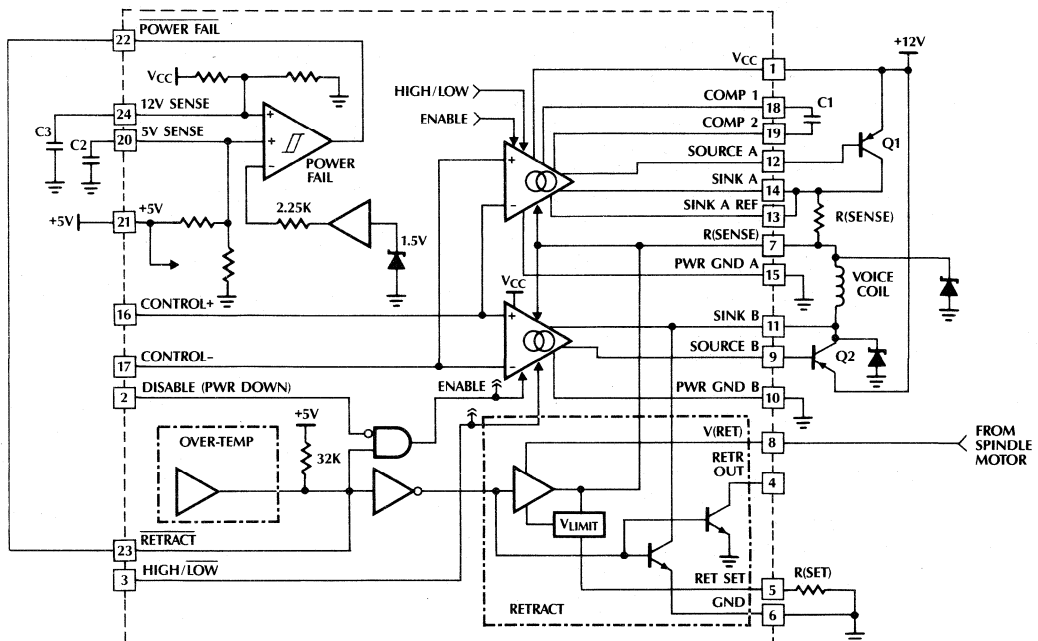 22 POWER FAIL
+12V
VCC 1
VCC
HIGH/LOW
COMP 1 18
C1
24 12V SENSE
C3
ENABLE
COMP 2 19
20 5V SENSE
C2
POWER
FAIL
SOURCE A 12
Q1
SINK A 14
+5V 21 +5V
2.25K
1.5V
SINK A REF 13
R(SENSE)
R(SENSE) 7
PWR GND A 15
VOICE
COIL
VCC
16 CONTROL+
SINK B 11
17 CONTROL−
SOURCE B 9
Q2
2 DISABLE (PWR DOWN)
ENABLE
PWR GND B 10
+5V
OVER-TEMP
32K
V(RET) 8
FROM
SPINDLE
MOTOR
RETR
OUT 4
VLIMIT
23 RETRACT
3 HIGH/LOW
RET SET 5
R(SET)
RETRACT
GND 6